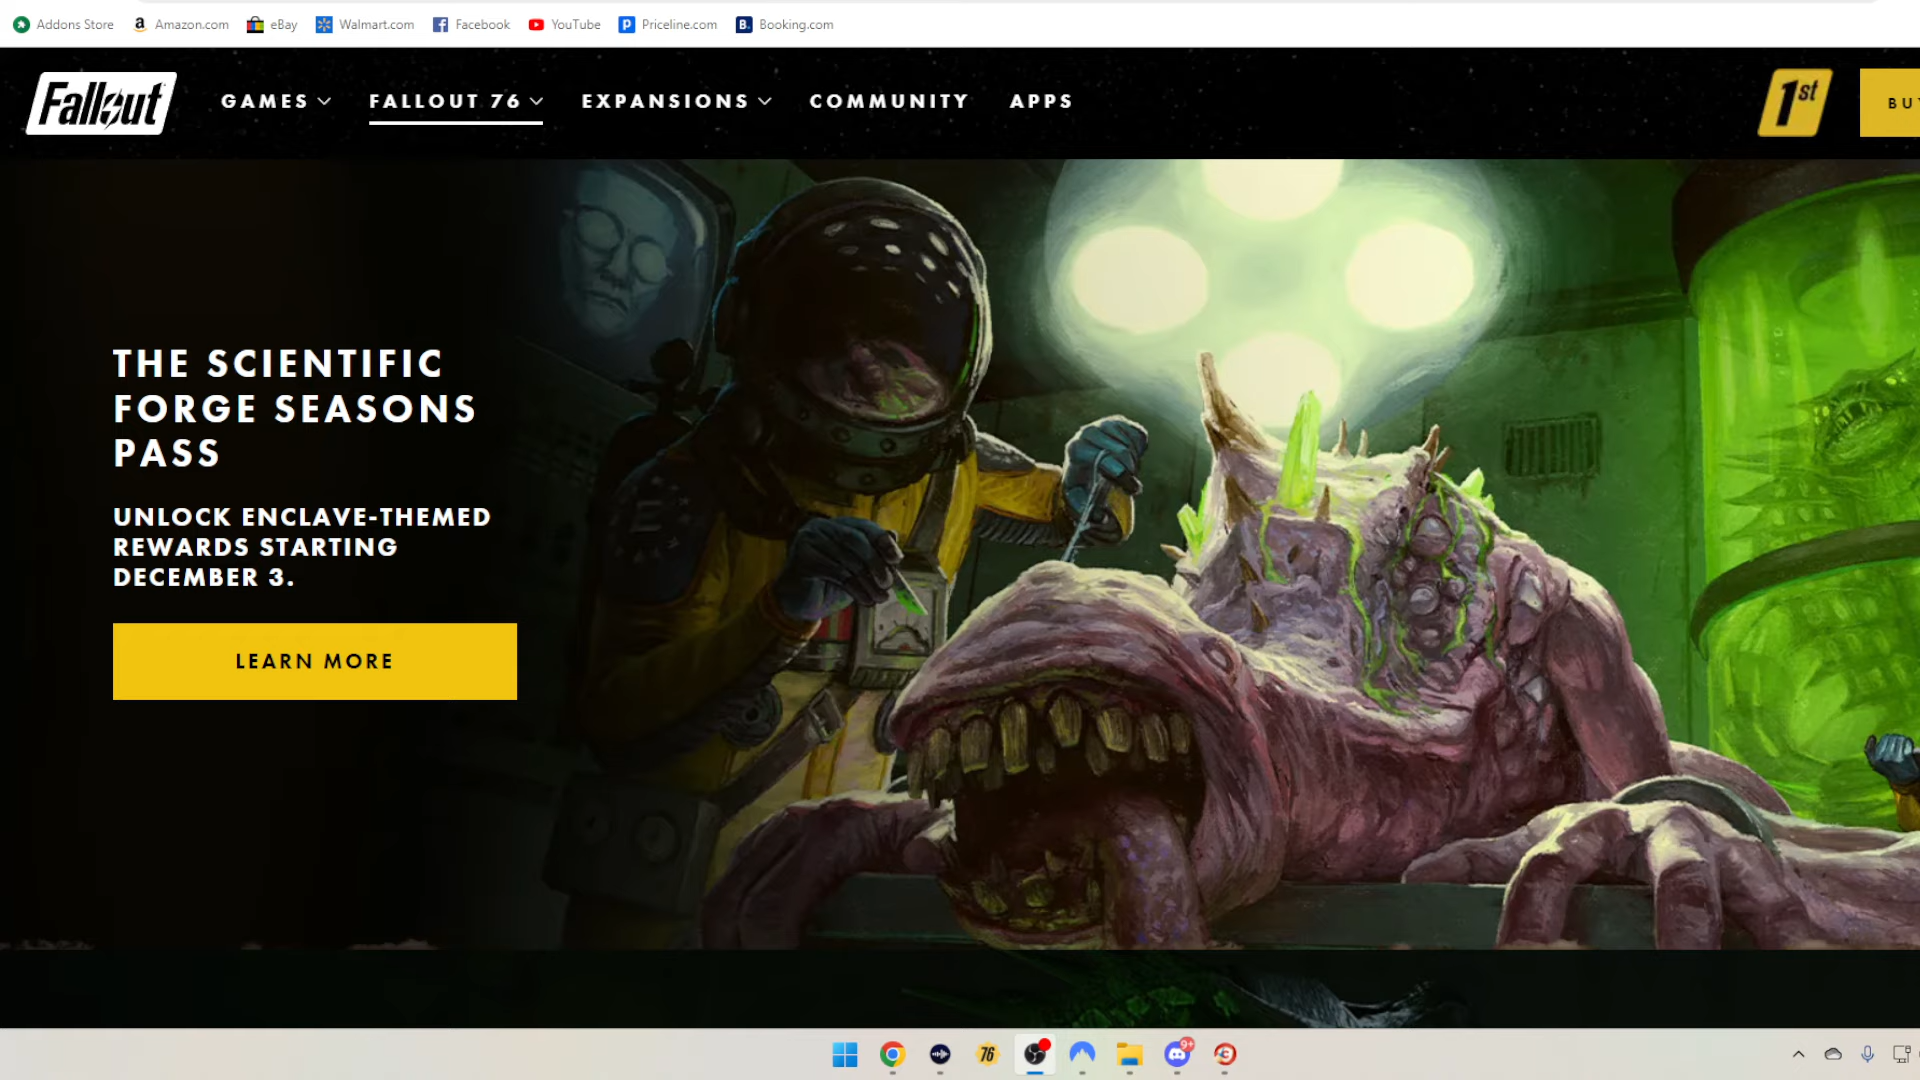 Addons Store
Amazon.com
eBay
Walmart.com
Facebook
YouTube
Priceline.com
Booking.com
Fallout
GAMES
FALLOUT 76
EXPANSIONS
COMMUNITY
APPS
1st
THE SCIENTIFIC
FORGE SEASONS
PASS
UNLOCK ENCLAVE-THEMED
REWARDS STARTING
DECEMBER 3.
LEARN MORE
76
9+